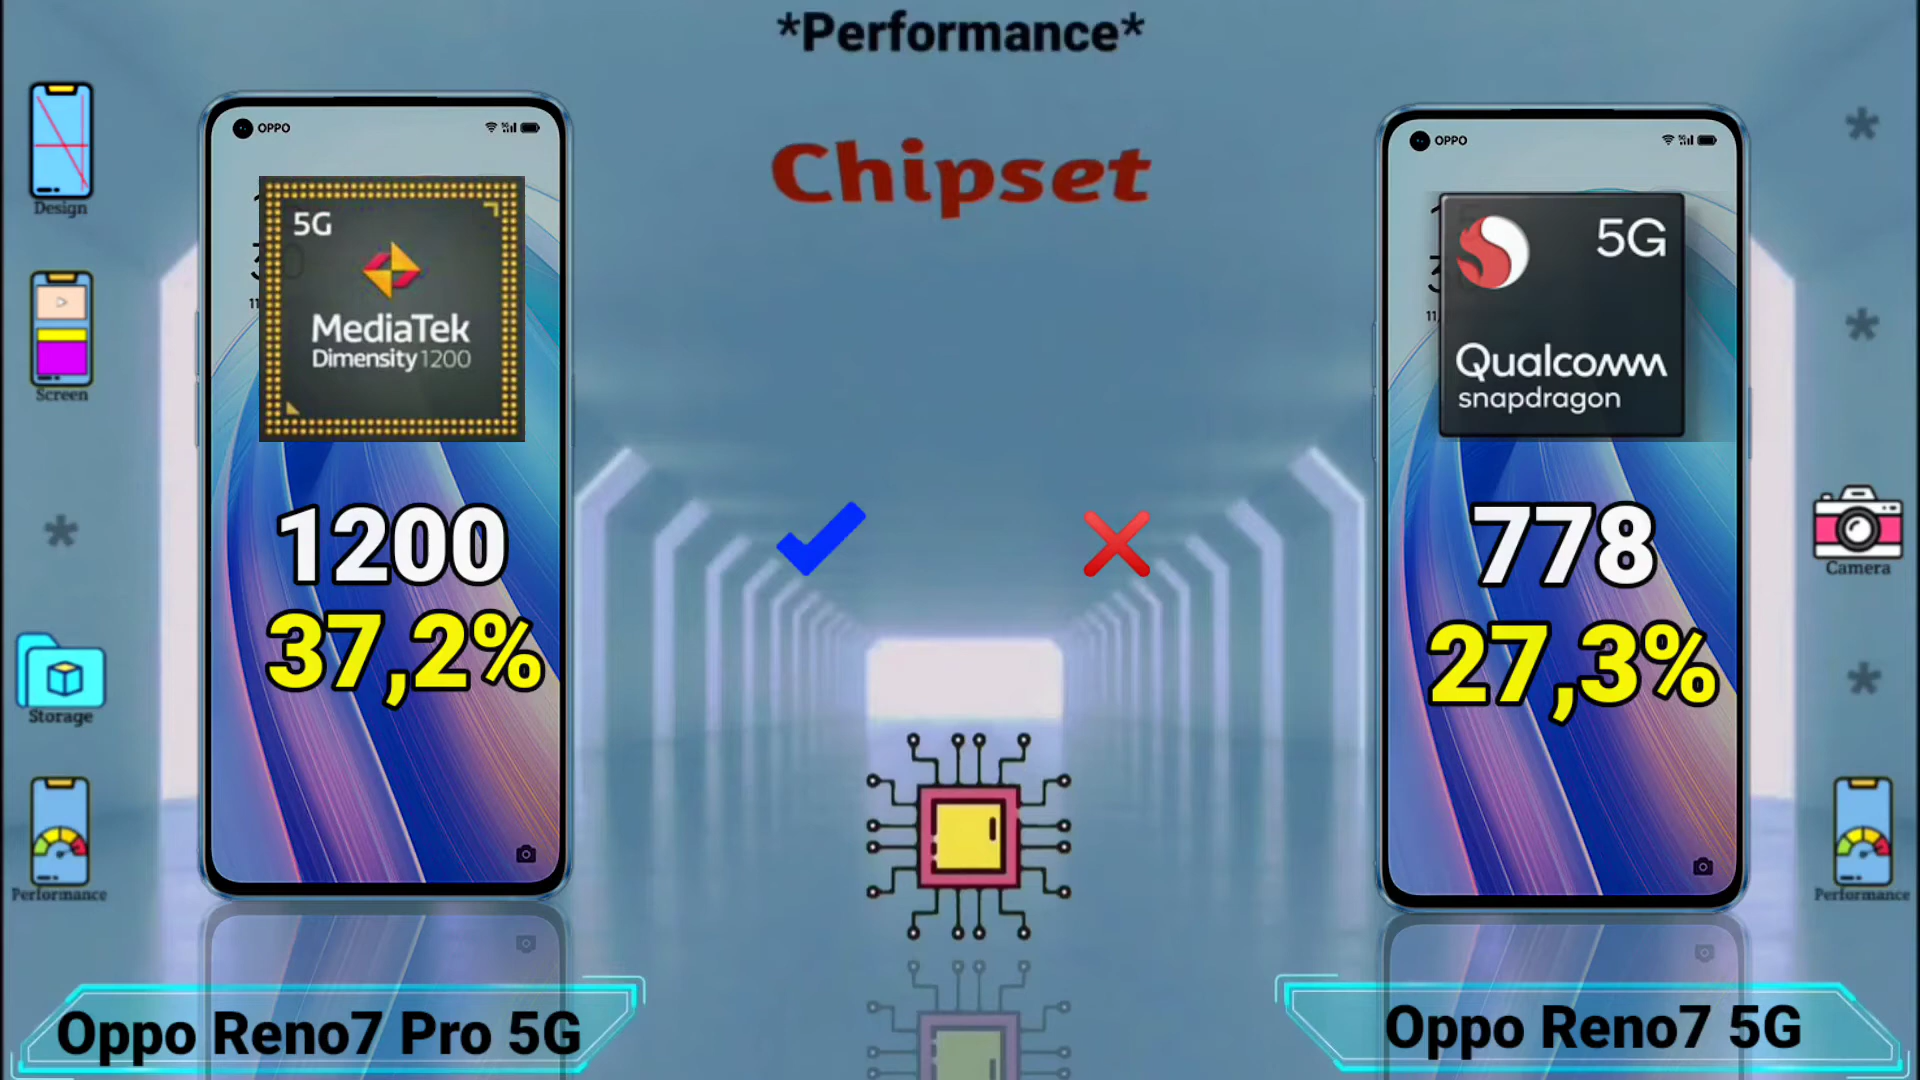 *Performance*
Chipset
Design
Screen
*
Storage
Performance
OPPO
5G
MediaTek
Dimensity 1200
1200
37,2%
Oppo Reno7 Pro 5G
OPPO
5G
Qualcomm
snapdragon
778
27,3%
Oppo Reno7 5G
*
*
Camera
*
Performance